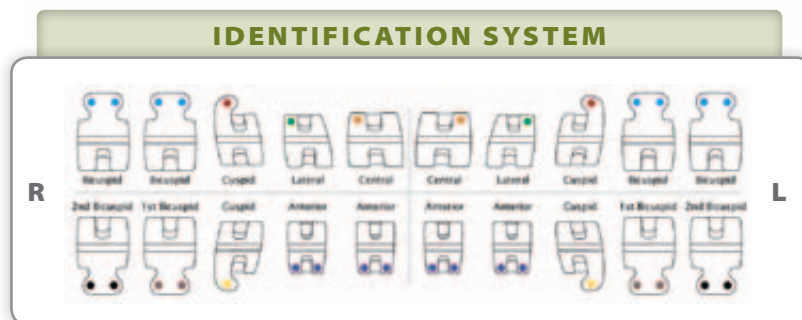 IDENTIFICATION SYSTEM
Bicuspid Bicuspid Cuspid Lateral Central Central Lateral Cuspid Bicuspid Bicuspid
R L
2nd Bicuspid 1st Bicuspid Cuspid Anterior Anterior Anterior Anterior Cuspid 1st Bicuspid 2nd Bicuspid